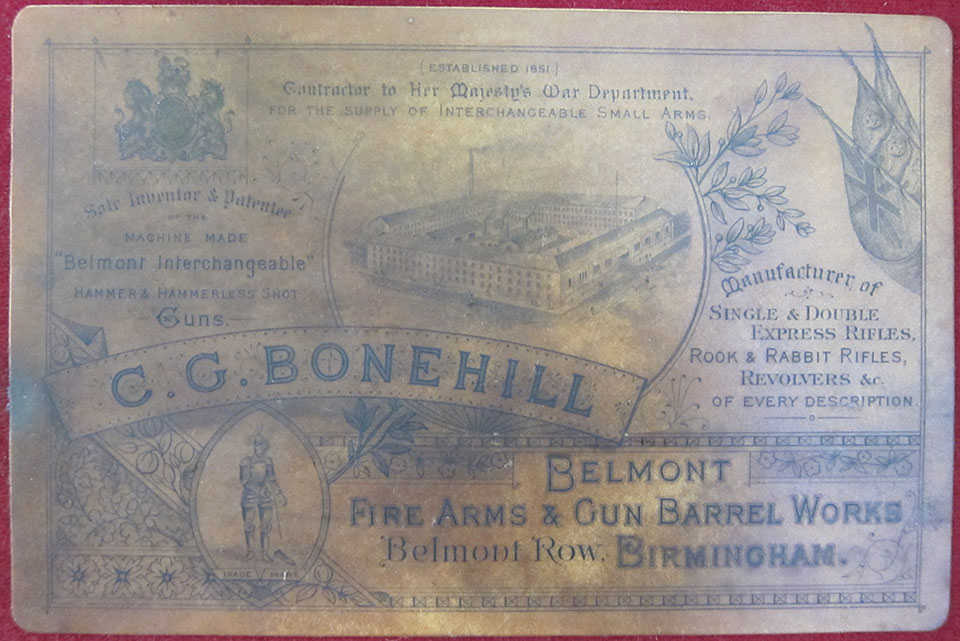 {ESTABLISHED 1851}
Contractor to Her Majesty's War Department,
FOR THE SUPPLY OF INTERCHANGEABLE SMALL ARMS.
Sole Inventor & Patentee
OF THE
MACHINE MADE
"Belmont Interchangeable"
HAMMER & HAMMERLESS SHOT
Guns.
Manufacturer of
SINGLE & DOUBLE
EXPRESS RIFLES,
ROOK & RABBIT RIFLES,
REVOLVERS &c.
OF EVERY DESCRIPTION.
C. G. BONEHILL
TRADE MARK
BELMONT
FIRE ARMS & GUN BARREL WORKS
Belmont Row, BIRMINGHAM.